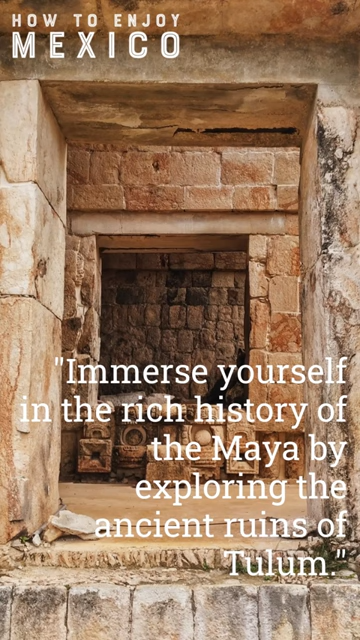 HOW TO ENJOY
MEXICO
"Immerse yourself
in the rich history of
the Maya by
exploring the
ancient ruins of
Tulum."